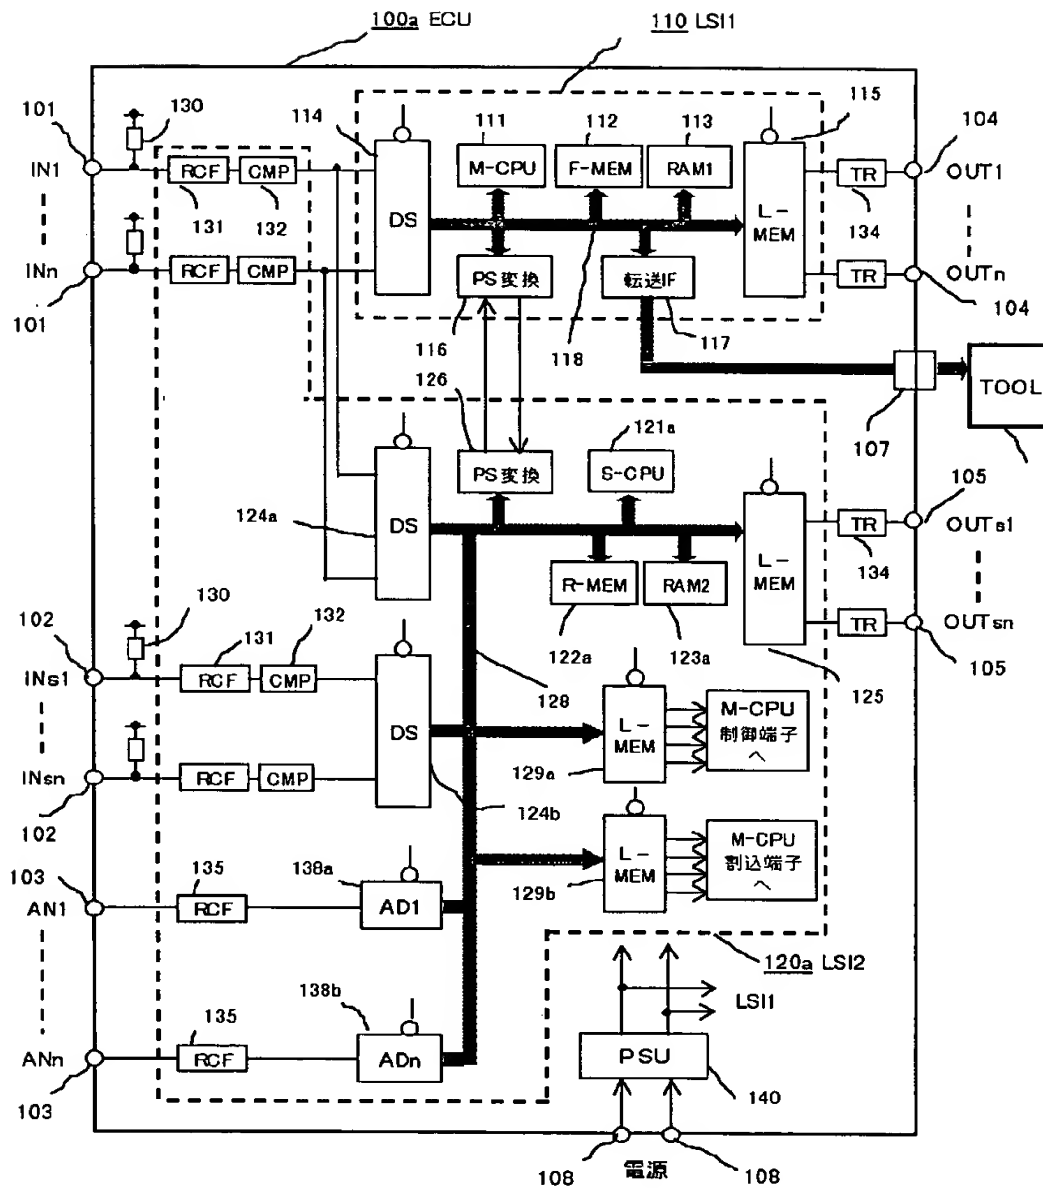 100a ECU
110 LSI1
101
130
114
111
112
113
115
104
IN1
RCF
CMP
M-CPU
F-MEM
RAM1
TR
OUT1
131
132
DS
L-MEM
134
INn
RCF
CMP
PS変換
転送IF
TR
OUTn
101
104
116
118
117
126
TOOL
107
121a
PS変換
S-CPU
105
124a
DS
L-MEM
TR
OUTs1
134
R-MEM
RAM2
130
102
131
132
122a
123a
TR
OUTsn
105
INs1
RCF
CMP
128
125
DS
L-MEM
M-CPU
制御端子
へ
INsn
RCF
CMP
129a
102
124b
L-MEM
M-CPU
割込端子
へ
103
135
138a
129b
AN1
RCF
AD1
120a LSI2
138b
LSI1
135
ANn
RCF
ADn
PSU
103
140
108
電源
108